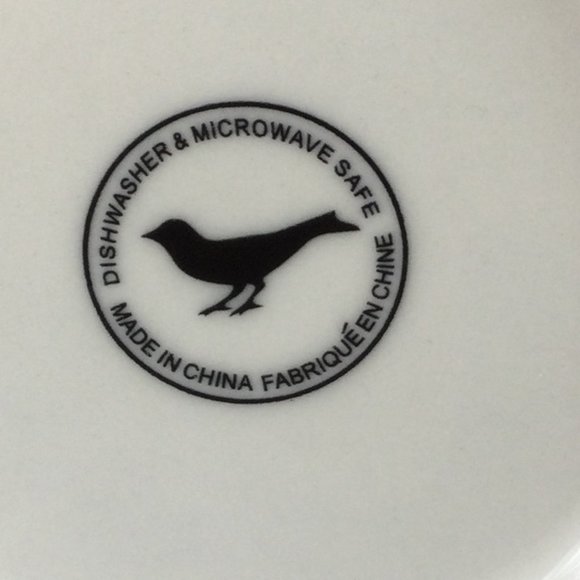 DISHWASHER & MICROWAVE SAFE
MADE IN CHINA FABRIQUÉ EN CHINE